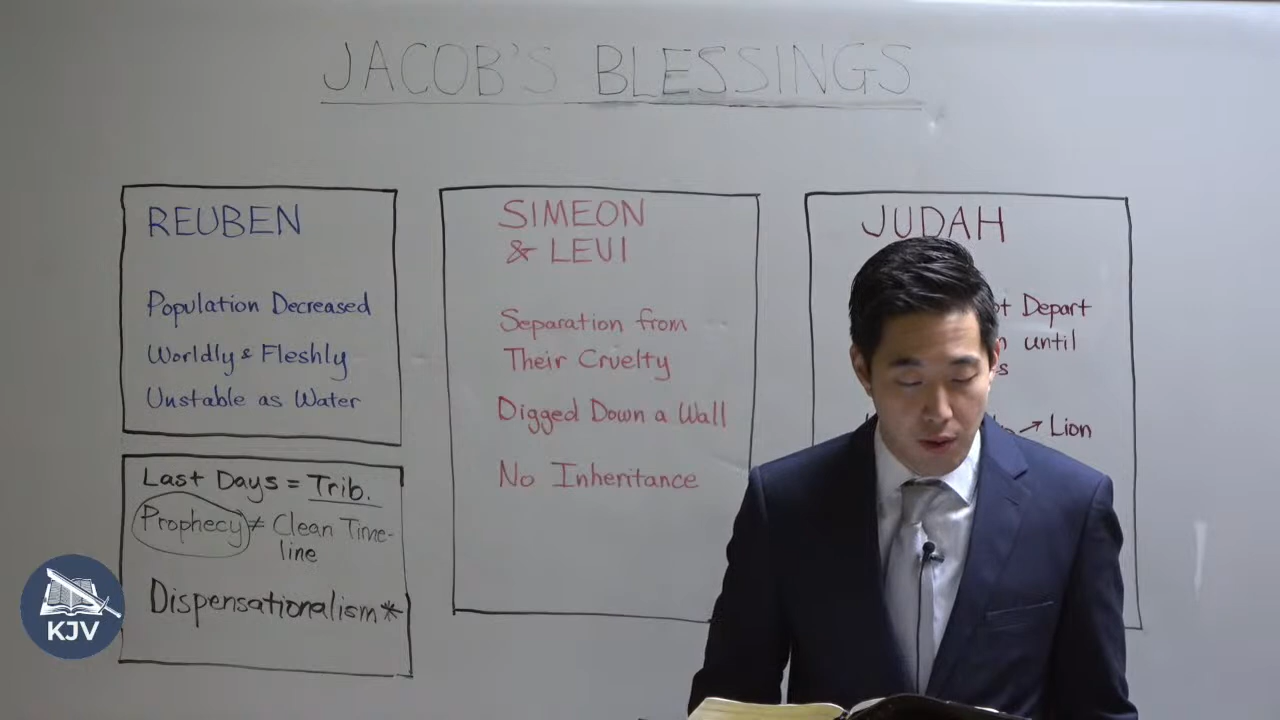 JACOB'S BLESSINGS
REUBEN
Population Decreased
Worldly & Fleshly
Unstable as Water
Last Days = Trib.
Prophecy ≠ Clean Time-
line
Dispensationalism*
KJV
SIMEON
& LEVI
Separation from
Their Cruelty
Digged Down a Wall
No Inheritance
JUDAH
Depart
until
→ Lion